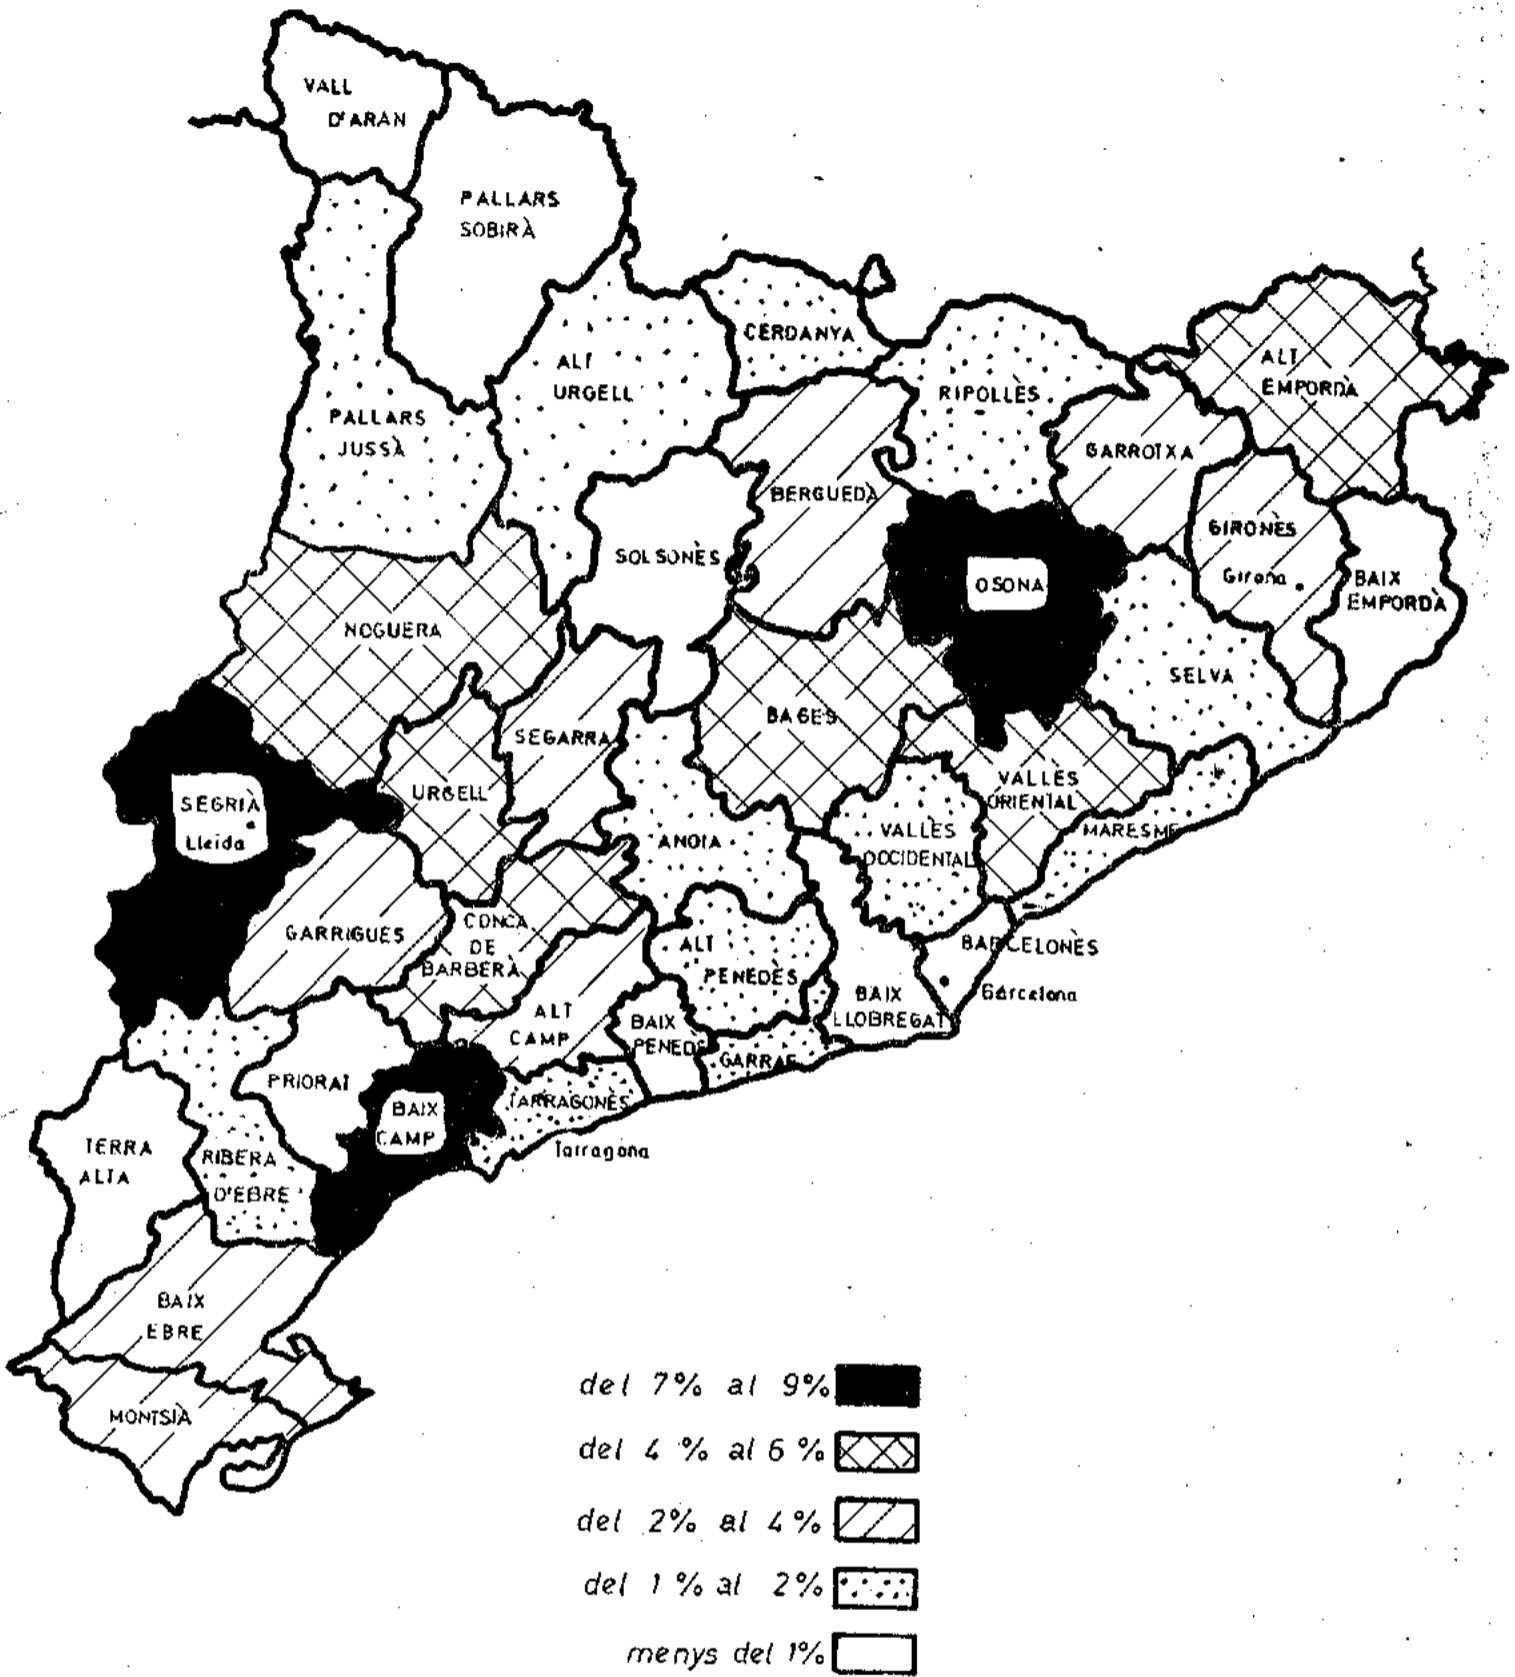 VALL
D'ARAN
PALLARS
SOBIRÀ
CERDANYA
ALT
URGELL
RIPOLLÈS
ALT
EMPORDÀ
PALLARS
JUSSÀ
GARROTXA
BERGUEDÀ
GIRONÈS
Girona
SOLSONÈS
OSONA
BAIX
EMPORDÀ
NOGUERA
SELVA
BAGES
SEGARRA
URGELL
VALLÈS
ORIENTAL
SEGRIÀ
Lleida
VALLÈS
OCCIDENTAL
MARESME
ANOIA
GARRIGUES
CONCA
DE
BARBERÀ
ALT
PENEDÈS
BARCELONÈS
Barcelona
BAIX
LLOBREGAT
ALT
CAMP
BAIX
PENEDÈS
GARRAF
PRIORAT
BAIX
CAMP
TARRAGONÈS
Tarragona
TERRA
ALTA
RIBERA
D'EBRE
BAIX
EBRE
MONTSIÀ
del 7% al 9%
del 4 % al 6 %
del 2% al 4%
del 1 % al 2%
menys del 1%